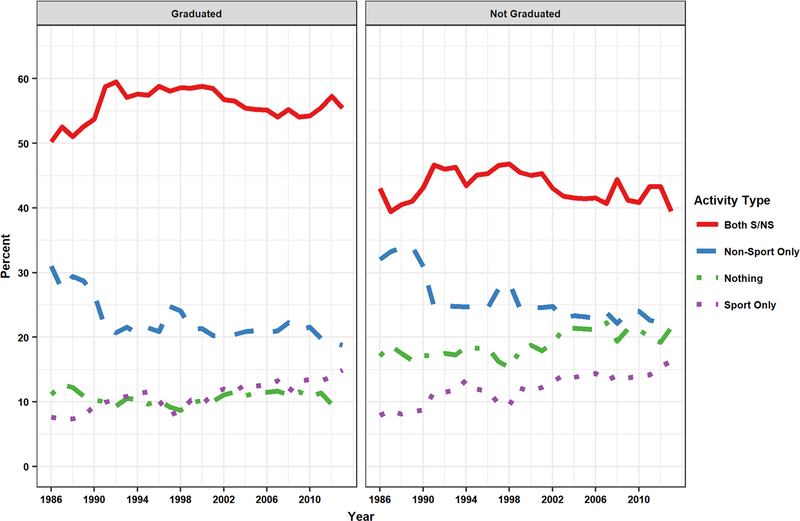 Graduated Not Graduated
60
50
40
30
20
10
0
Percent
1986 1990 1994 1998 2002 2006 2010 1986 1990 1994 1998 2002 2006 2010
Year
Activity Type
Both S/NS
Non-Sport Only
Nothing
Sport Only